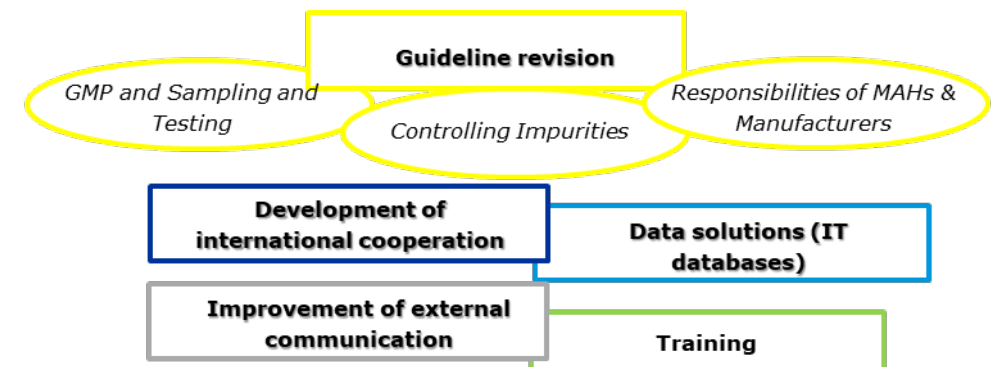 Guideline revision
GMP and Sampling and
Testing
Controlling Impurities
Responsibilities of MAHs &
Manufacturers
Development of
international cooperation
Data solutions (IT
databases)
Improvement of external
communication
Training